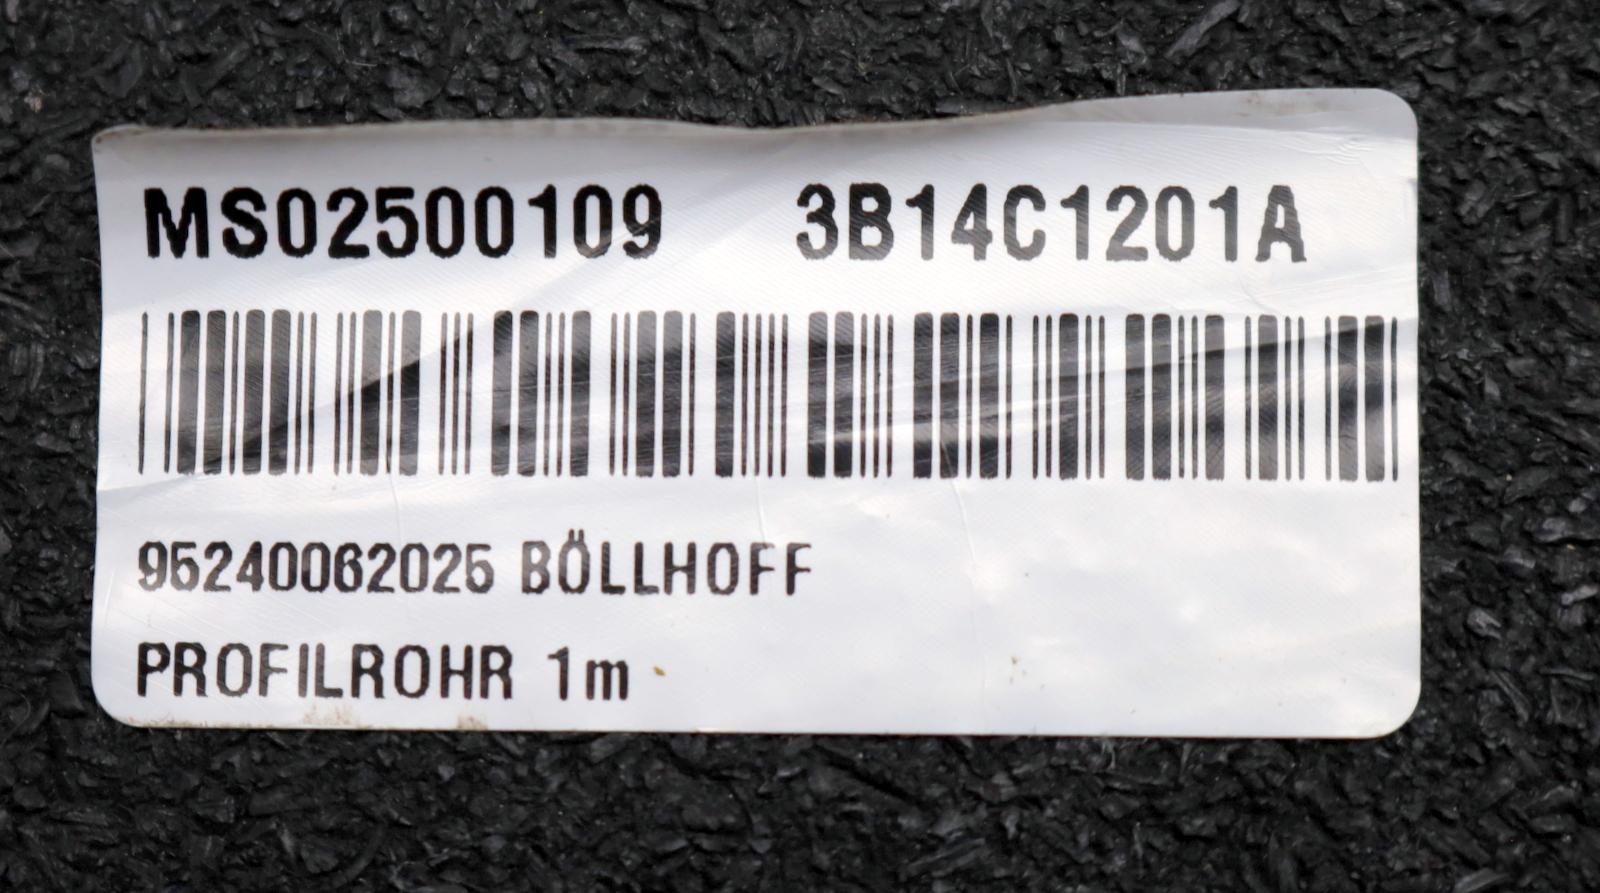 MS02500109 3B14C1201A
95240062025 BÖLLHOFF
PROFILROHR 1m